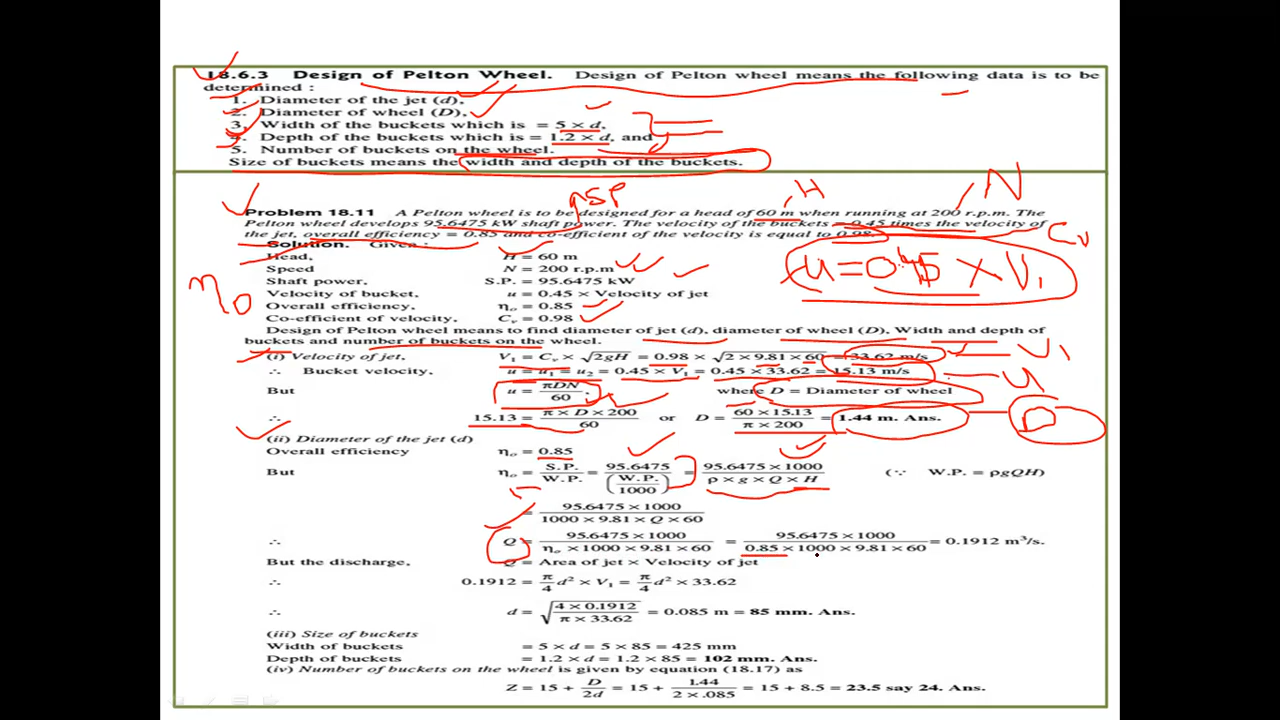 18.6.3 Design of Pelton Wheel. Design of Pelton wheel means the following data is to be
determined :
1. Diameter of the jet (d),
2. Diameter of wheel (D),
3. Width of the buckets which is = 5 × d,
4. Depth of the buckets which is = 1.2 × d, and
5. Number of buckets on the wheel.
Size of buckets means the width and depth of the buckets.
SP H N
Problem 18.11 A Pelton wheel is to be designed for a head of 60 m when running at 200 r.p.m. The
Pelton wheel develops 95.6475 kW shaft power. The velocity of the buckets = 0.45 times the velocity of
the jet, overall efficiency = 0.85 and co-efficient of the velocity is equal to 0.98.
Cv
Solution. Given :
Head, H = 60 m
Speed N = 200 r.p.m.
u = 0.45 × V1
Shaft power, S.P. = 95.6475 kW
ηo
Velocity of bucket, u = 0.45 × Velocity of jet
Overall efficiency, ηo = 0.85
Co-efficient of velocity, Cv = 0.98
Design of Pelton wheel means to find diameter of jet (d), diameter of wheel (D), Width and depth of
buckets and number of buckets on the wheel.
(i) Velocity of jet, V1 = Cv × √2gH = 0.98 × √2 × 9.81 × 60 = 33.62 m/s V1
∴ Bucket velocity, u = u1 = u2 = 0.45 × V1 = 0.45 × 33.62 = 15.13 m/s u
But u = πDN/60, where D = Diameter of wheel
∴ 15.13 = π × D × 200/60 or D = 60 × 15.13/π × 200 = 1.44 m. Ans. D
(ii) Diameter of the jet (d)
Overall efficiency ηo = 0.85
But ηo = S.P./W.P. = 95.6475/(W.P./1000) = 95.6475 × 1000/ρ × g × Q × H (∵ W.P. = ρgQH)
= 95.6475 × 1000/1000 × 9.81 × Q × 60
∴ Q = 95.6475 × 1000/ηo × 1000 × 9.81 × 60 = 95.6475 × 1000/0.85 × 1000 × 9.81 × 60 = 0.1912 m³/s.
But the discharge, Q = Area of jet × Velocity of jet
∴ 0.1912 = π/4 d² × V1 = π/4 d² × 33.62
∴ d = √4 × 0.1912/π × 33.62 = 0.085 m = 85 mm. Ans.
(iii) Size of buckets
Width of buckets = 5 × d = 5 × 85 = 425 mm
Depth of buckets = 1.2 × d = 1.2 × 85 = 102 mm. Ans.
(iv) Number of buckets on the wheel is given by equation (18.17) as
Z = 15 + D/2d = 15 + 1.44/2 × .085 = 15 + 8.5 = 23.5 say 24. Ans.